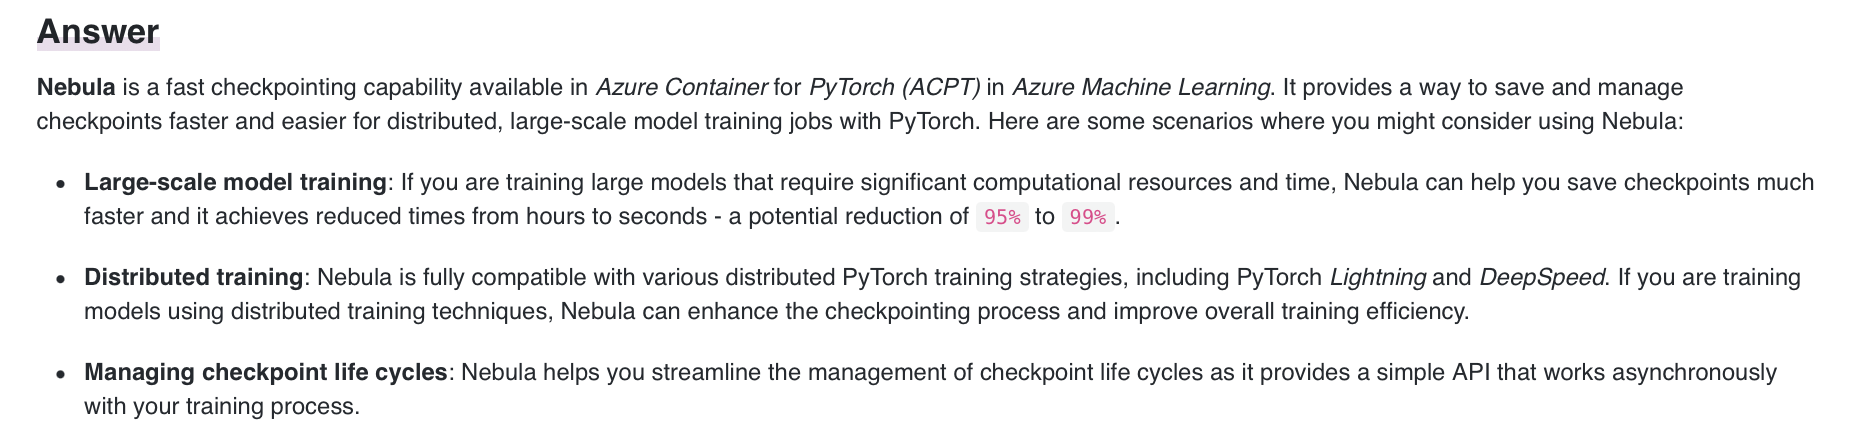 Answer
Nebula is a fast checkpointing capability available in Azure Container for PyTorch (ACPT) in Azure Machine Learning. It provides a way to save and manage
checkpoints faster and easier for distributed, large-scale model training jobs with PyTorch. Here are some scenarios where you might consider using Nebula:
• Large-scale model training: If you are training large models that require significant computational resources and time, Nebula can help you save checkpoints much
faster and it achieves reduced times from hours to seconds - a potential reduction of 95% to 99%.
• Distributed training: Nebula is fully compatible with various distributed PyTorch training strategies, including PyTorch Lightning and DeepSpeed. If you are training
models using distributed training techniques, Nebula can enhance the checkpointing process and improve overall training efficiency.
• Managing checkpoint life cycles: Nebula helps you streamline the management of checkpoint life cycles as it provides a simple API that works asynchronously
with your training process.